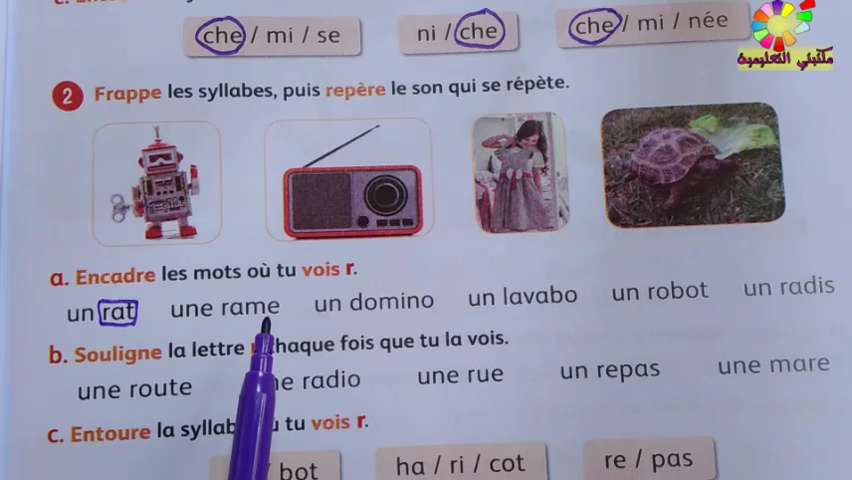 che / mi / se
ni / che
che / mi / née
مكتبتي التعليمية
2 Frappe les syllabes, puis repère le son qui se répète.
a. Encadre les mots où tu vois r.
un rat une rame un domino un lavabo un robot un radis
b. Souligne la lettre chaque fois que tu la vois.
une route radio une rue un repas une mare
c. Entoure la tu vois r.
/ bot
ha / ri / cot
re / pas